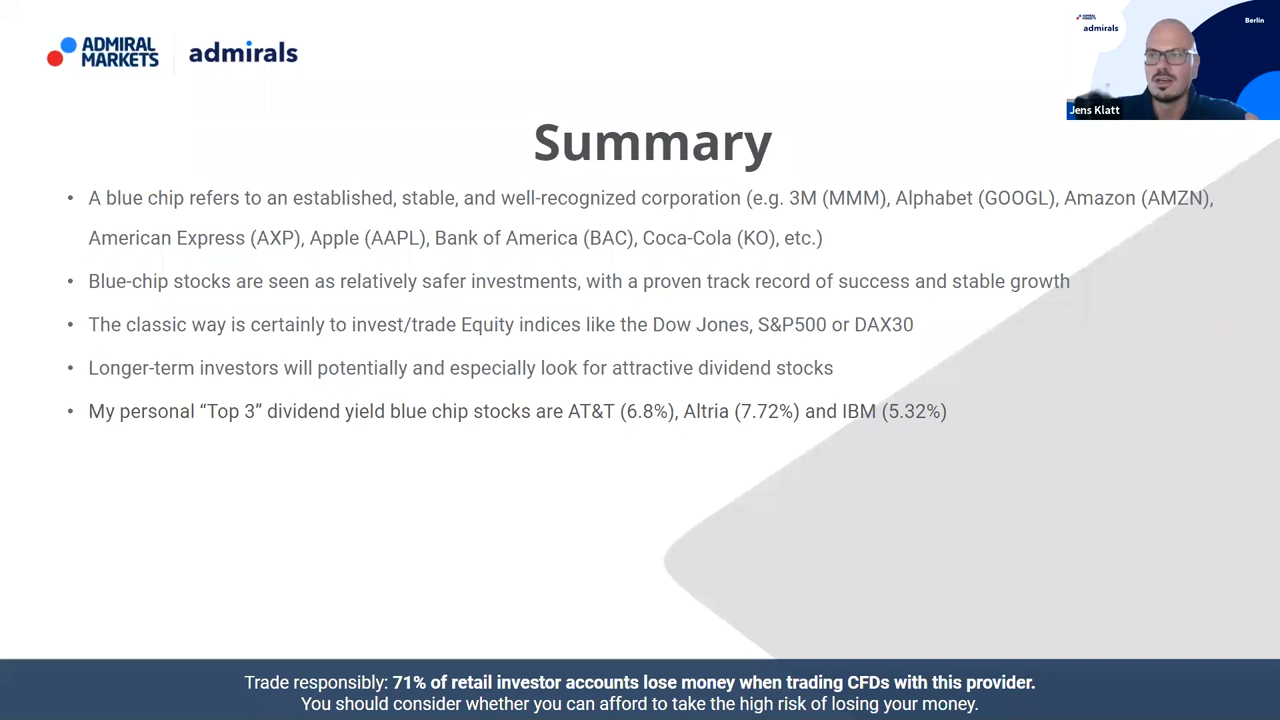 ADMIRAL
MARKETS
admirals
ADMIRAL
MARKETS
admirals
Berlin
Jens Klatt
Summary
• A blue chip refers to an established, stable, and well-recognized corporation (e.g. 3M (MMM), Alphabet (GOOGL), Amazon (AMZN),
American Express (AXP), Apple (AAPL), Bank of America (BAC), Coca-Cola (KO), etc.)
• Blue-chip stocks are seen as relatively safer investments, with a proven track record of success and stable growth
• The classic way is certainly to invest/trade Equity indices like the Dow Jones, S&P500 or DAX30
• Longer-term investors will potentially and especially look for attractive dividend stocks
• My personal “Top 3” dividend yield blue chip stocks are AT&T (6.8%), Altria (7.72%) and IBM (5.32%)
Trade responsibly: 71% of retail investor accounts lose money when trading CFDs with this provider.
You should consider whether you can afford to take the high risk of losing your money.